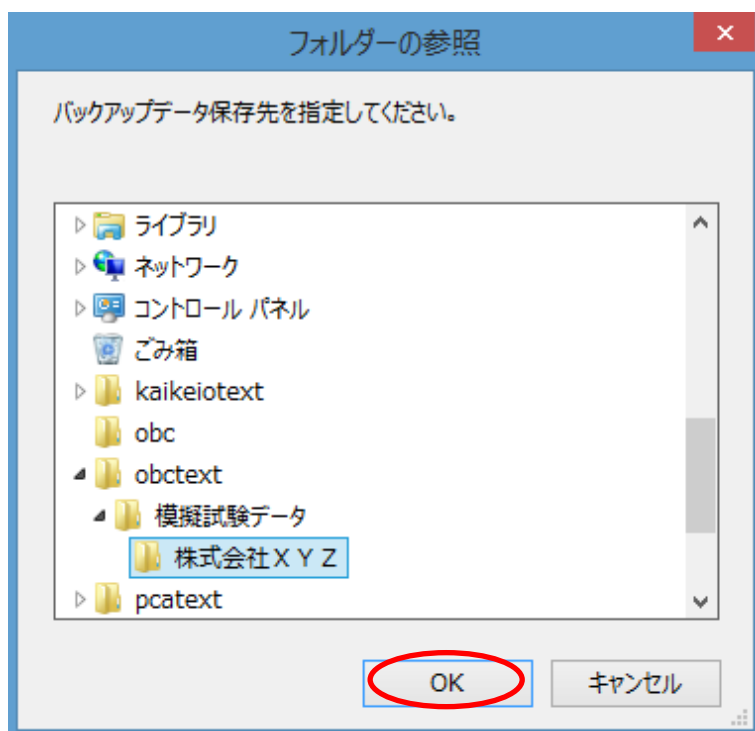 フォルダーの参照
バックアップデータ保存先を指定してください。
ライブラリ
ネットワーク
コントロール パネル
ごみ箱
kaikeiotext
obc
obctext
模擬試験データ
株式会社ＸＹＺ
pcatext
OK
キャンセル